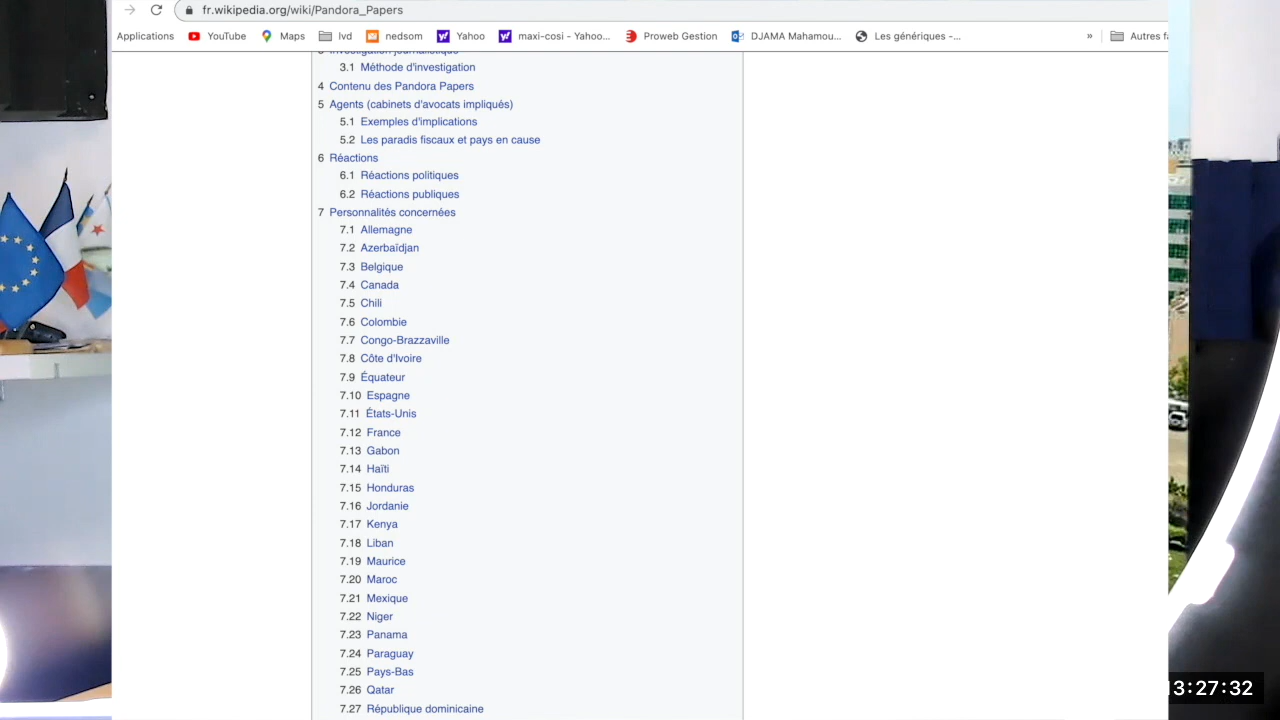 fr.wikipedia.org/wiki/Pandora_Papers
Applications YouTube Maps lvd nedsom Yahoo maxi-cosi - Yahoo... Proweb Gestion DJAMA Mahamou... Les génériques -... » Autres fa
3 Investigation journalistique
3.1 Méthode d'investigation
4 Contenu des Pandora Papers
5 Agents (cabinets d'avocats impliqués)
5.1 Exemples d'implications
5.2 Les paradis fiscaux et pays en cause
6 Réactions
6.1 Réactions politiques
6.2 Réactions publiques
7 Personnalités concernées
7.1 Allemagne
7.2 Azerbaïdjan
7.3 Belgique
7.4 Canada
7.5 Chili
7.6 Colombie
7.7 Congo-Brazzaville
7.8 Côte d'Ivoire
7.9 Équateur
7.10 Espagne
7.11 États-Unis
7.12 France
7.13 Gabon
7.14 Haïti
7.15 Honduras
7.16 Jordanie
7.17 Kenya
7.18 Liban
7.19 Maurice
7.20 Maroc
7.21 Mexique
7.22 Niger
7.23 Panama
7.24 Paraguay
7.25 Pays-Bas
7.26 Qatar
7.27 République dominicaine
13:27:32